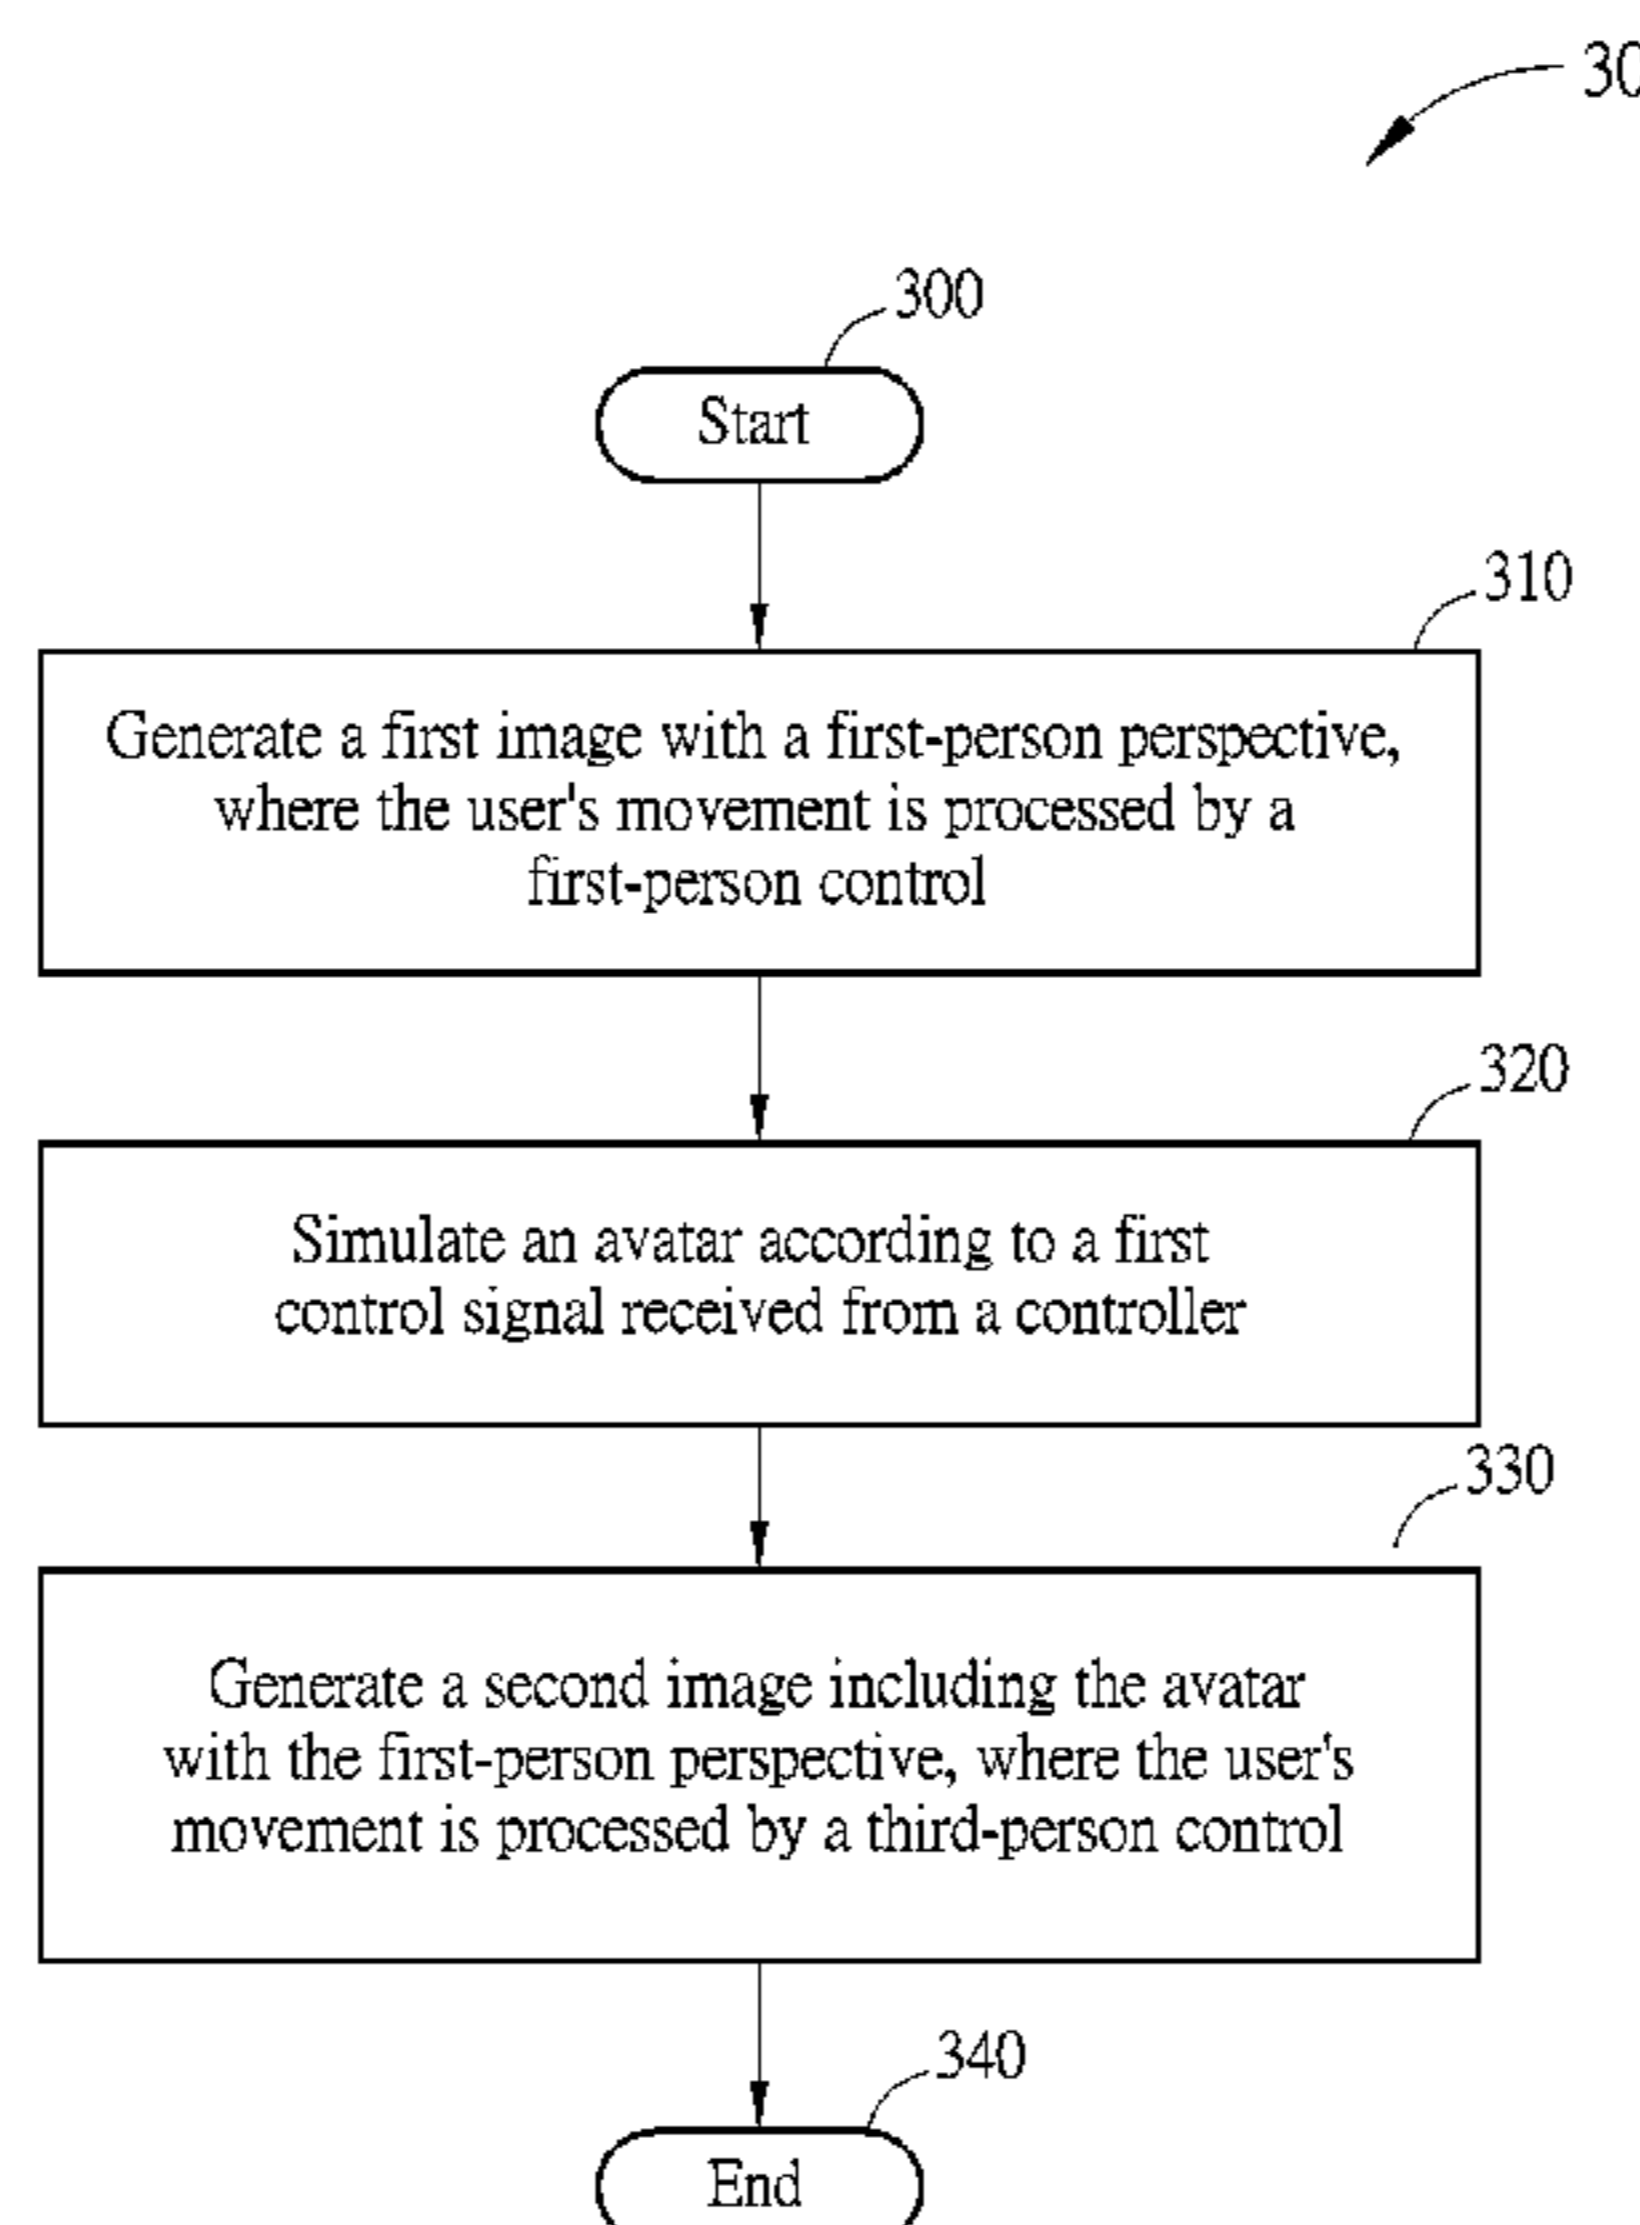 30
300
Start
310
Generate a first image with a first-person perspective,
where the user's movement is processed by a
first-person control
320
Simulate an avatar according to a first
control signal received from a controller
330
Generate a second image including the avatar
with the first-person perspective, where the user's
movement is processed by a third-person control
340
End